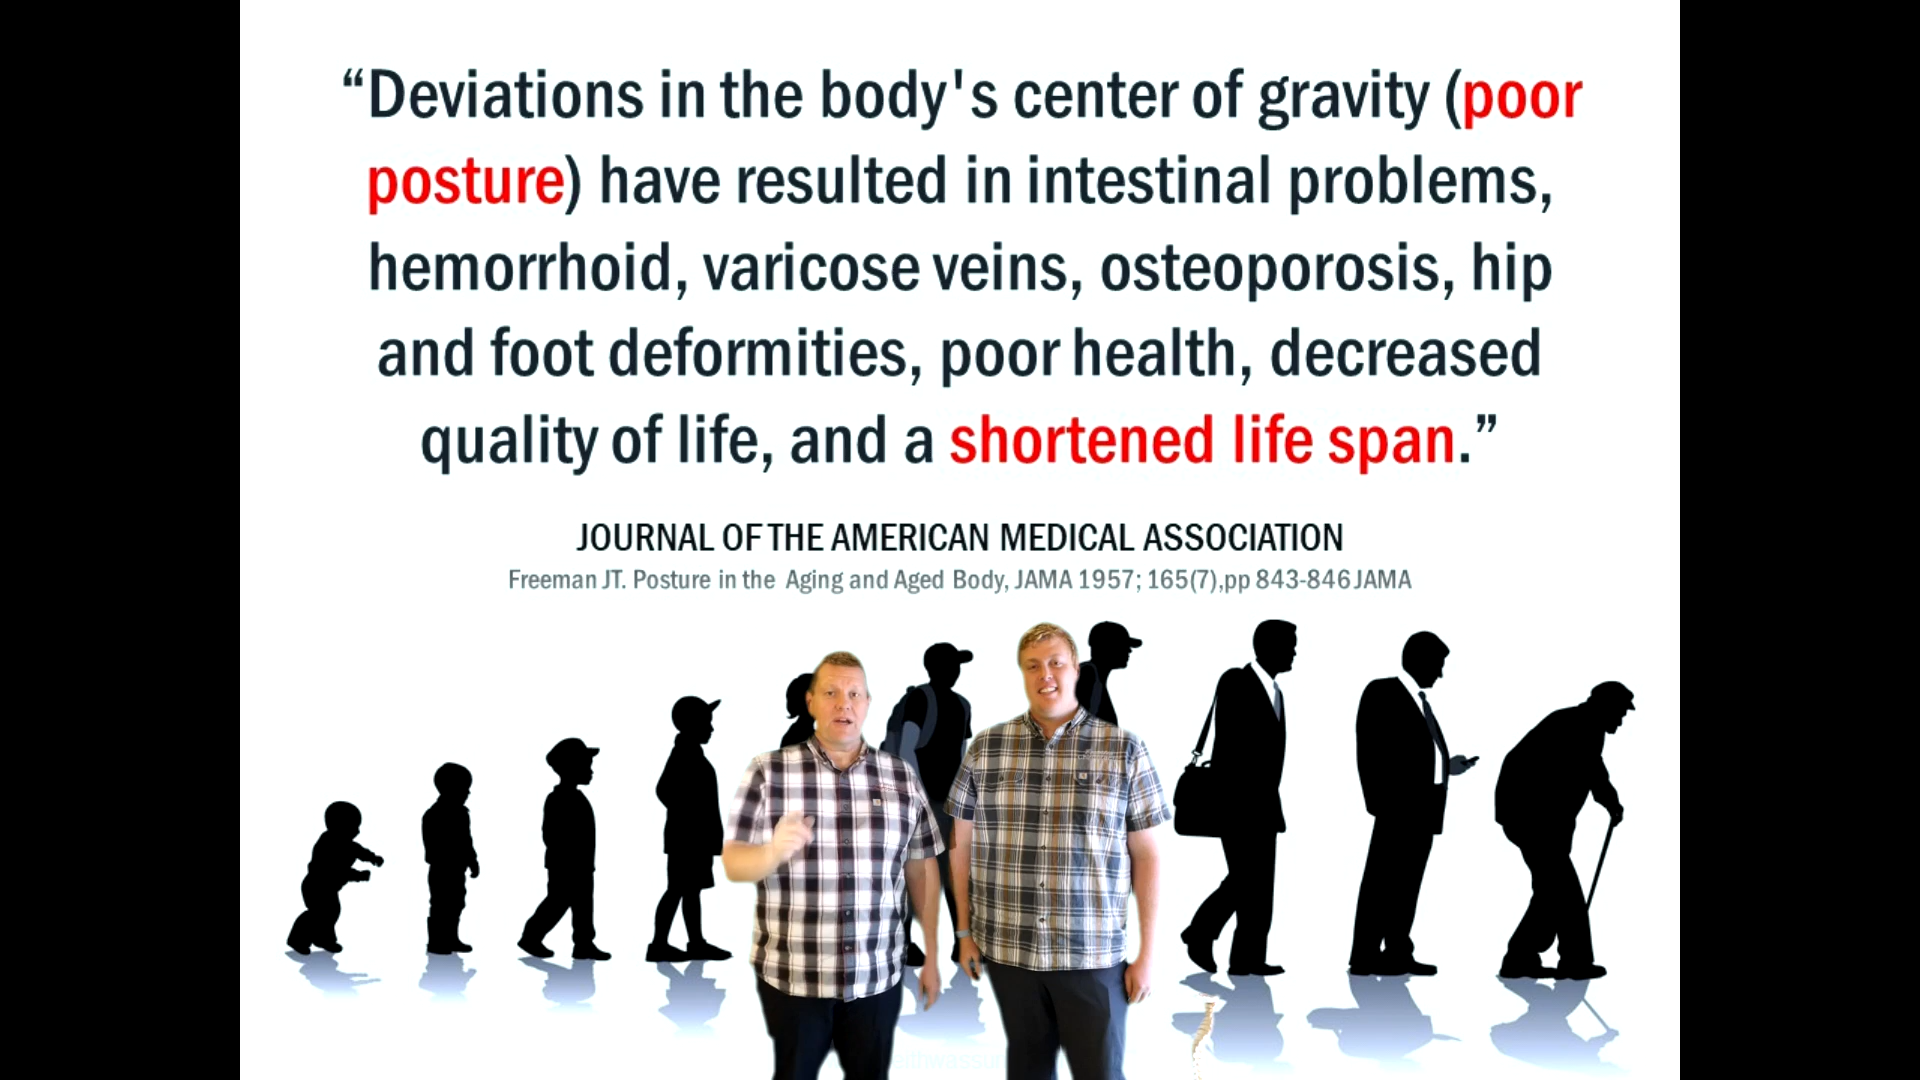 “Deviations in the body's center of gravity (poor
posture) have resulted in intestinal problems,
hemorrhoid, varicose veins, osteoporosis, hip
and foot deformities, poor health, decreased
quality of life, and a shortened life span.”
JOURNAL OF THE AMERICAN MEDICAL ASSOCIATION
Freeman JT. Posture in the Aging and Aged Body, JAMA 1957; 165(7),pp 843-846 JAMA